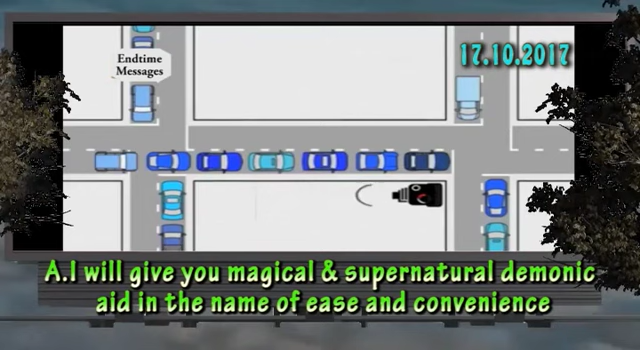 Endtime
Messages
17.10.2017
A.I will give you magical & supernatural demonic
aid in the name of ease and convenience